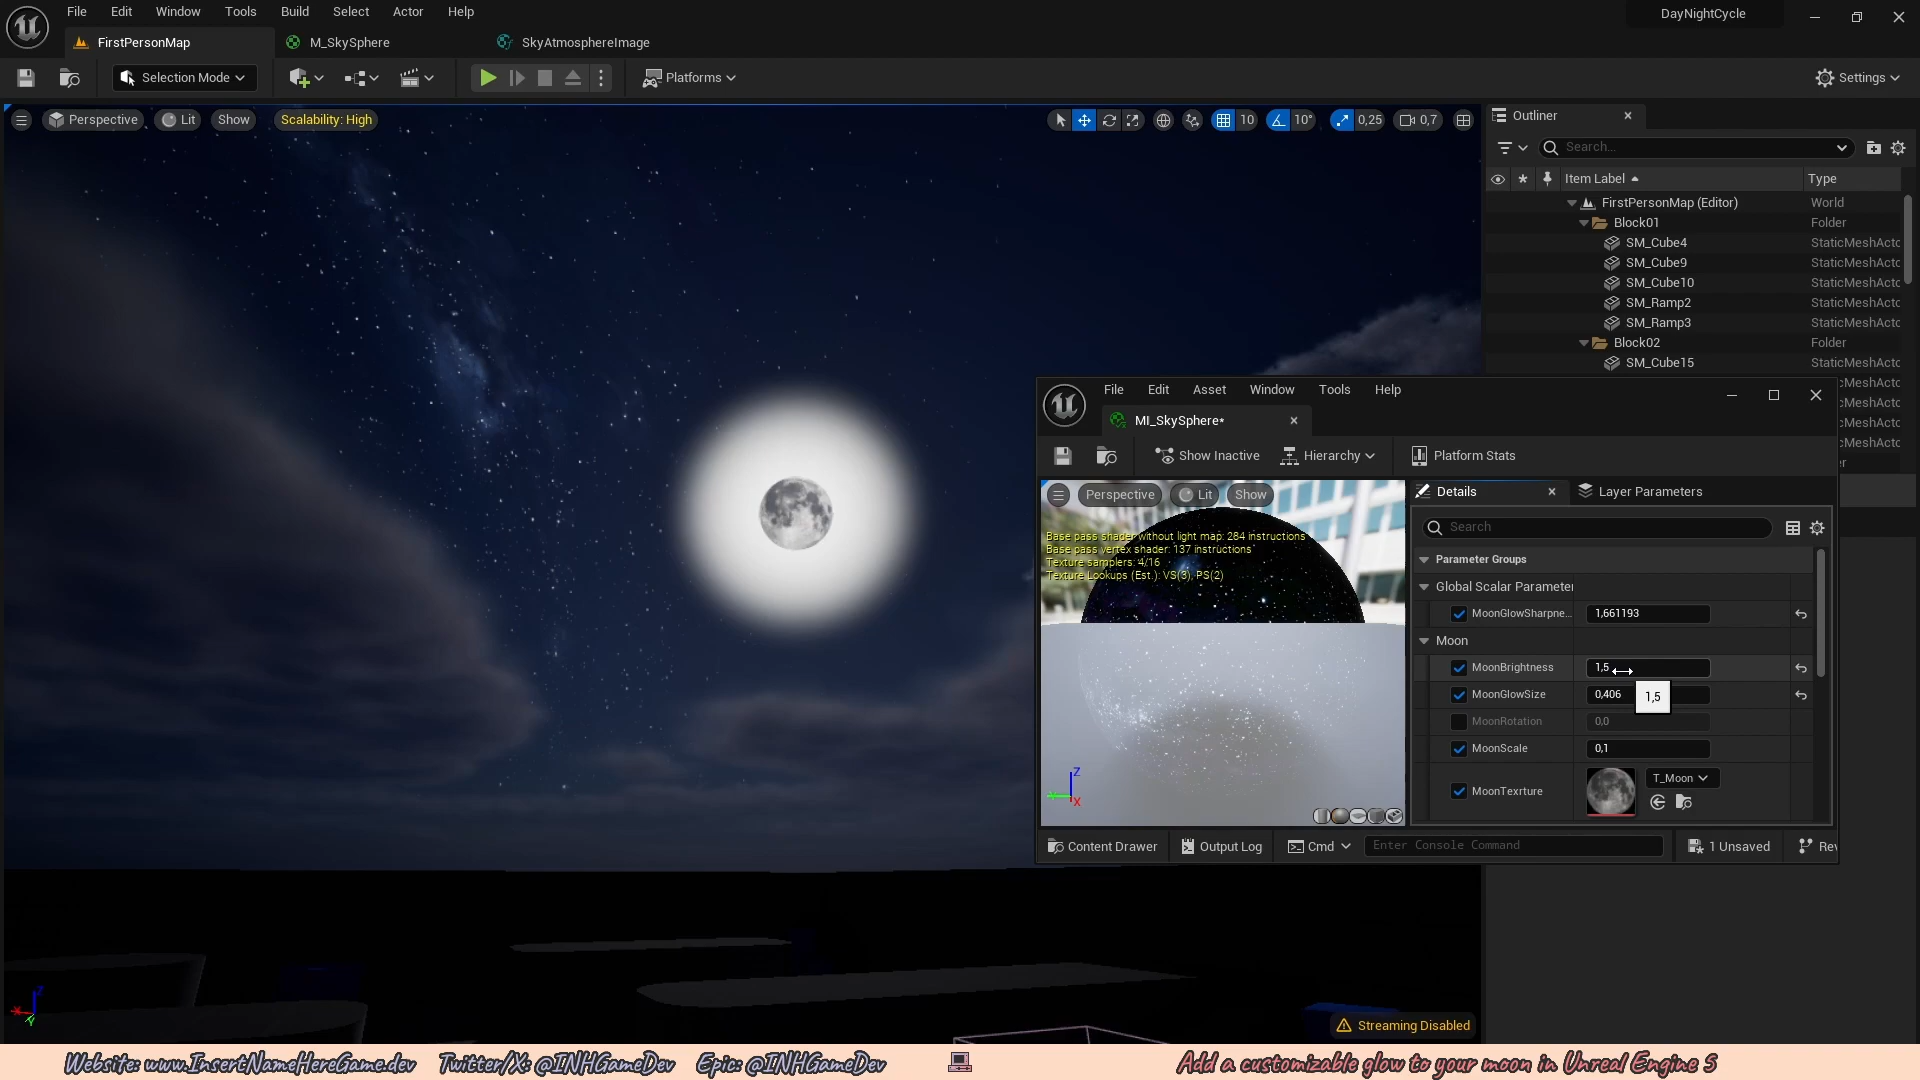 File Edit Window Tools Build Select Actor Help
DayNightCycle
FirstPersonMap M_SkySphere SkyAtmosphereImage
Selection Mode Platforms Settings
Perspective Lit Show Scalability: High 10 10° 0,25 0,7
Outliner
Search...
Item Label Type
FirstPersonMap (Editor) World
Block01 Folder
SM_Cube4 StaticMeshActo
SM_Cube9 StaticMeshActo
SM_Cube10 StaticMeshActo
SM_Ramp2 StaticMeshActo
SM_Ramp3 StaticMeshActo
Block02 Folder
SM_Cube15 StaticMeshActo
cMeshActo
cMeshActo
cMeshActo
cMeshActo
File Edit Asset Window Tools Help
MI_SkySphere*
Show Inactive Hierarchy Platform Stats
Perspective Lit Show
Base pass shader without light map: 284 instructions
Base pass vertex shader: 137 instructions
Texture samplers: 4/16
Texture Lookups (Est.): VS(3), PS(2)
Z
X
Details Layer Parameters
Search
Parameter Groups
Global Scalar Parameter
MoonGlowSharpne... 1,661193
Moon
MoonBrightness 1,5
MoonGlowSize 0,406
1,5
MoonRotation 0,0
MoonScale 0,1
MoonTexrture T_Moon
Content Drawer Output Log Cmd Enter Console Command 1 Unsaved Rev
Z
X
Y
Streaming Disabled
Website: www.InsertNameHereGame.dev Twitter/X: @INHGameDev Epic: @INHGameDev Add a customizable glow to your moon in Unreal Engine 5